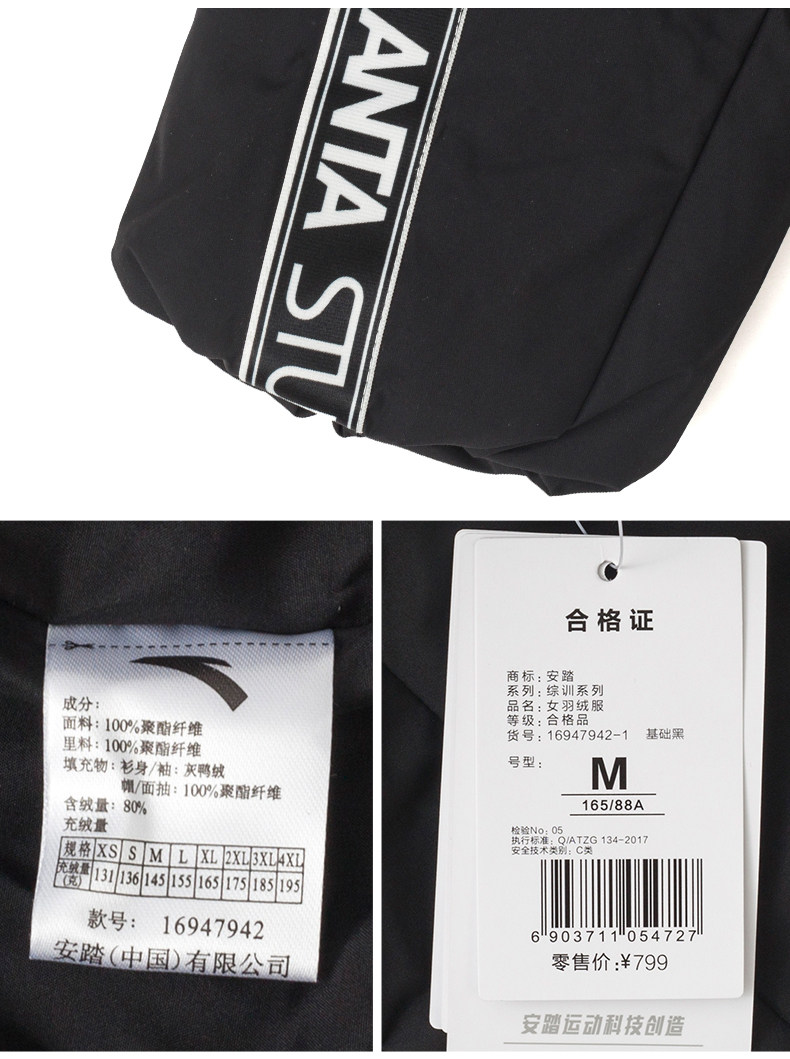 ANTA STU
成分:
面料: 100%聚酯纤维
里料: 100%聚酯纤维
填充物: 衫身/袖: 灰鸭绒
帽/面抽: 100%聚酯纤维
含绒量: 80%
充绒量
规格 XS S M L XL 2XL 3XL 4XL
充绒量(克) 131 136 145 155 165 175 185 195
款号: 16947942
安踏(中国)有限公司
合格证
商标: 安踏
系列: 综训系列
品名: 女羽绒服
等级: 合格品
货号: 16947942-1 基础黑
号型: M
165/88A
检验No: 05
执行标准: Q/ATZG 134-2017
安全技术类别: C类
6 903711 054727
零售价: ¥799
安踏运动科技创造